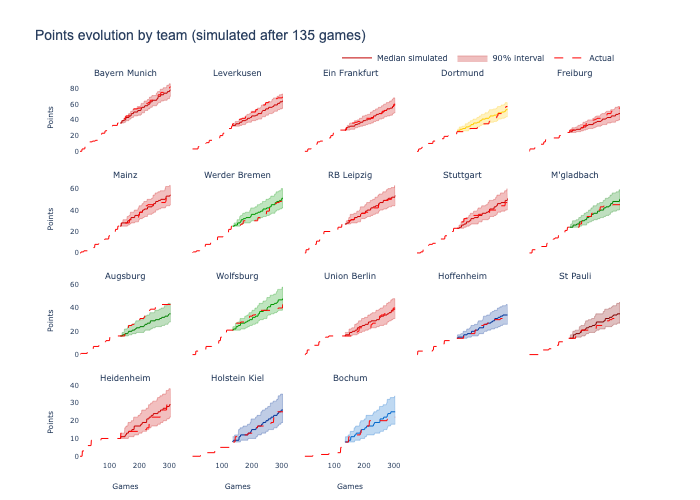 Points evolution by team (simulated after 135 games)
Median simulated 90% interval Actual
Bayern Munich Leverkusen Ein Frankfurt Dortmund Freiburg
80
60
40
20
0
Points
Mainz Werder Bremen RB Leipzig Stuttgart M'gladbach
60
40
20
0
Points
Augsburg Wolfsburg Union Berlin Hoffenheim St Pauli
60
40
20
0
Points
Heidenheim Holstein Kiel Bochum
40
30
20
10
0
Points
100 200 300 100 200 300 100 200 300
Games Games Games